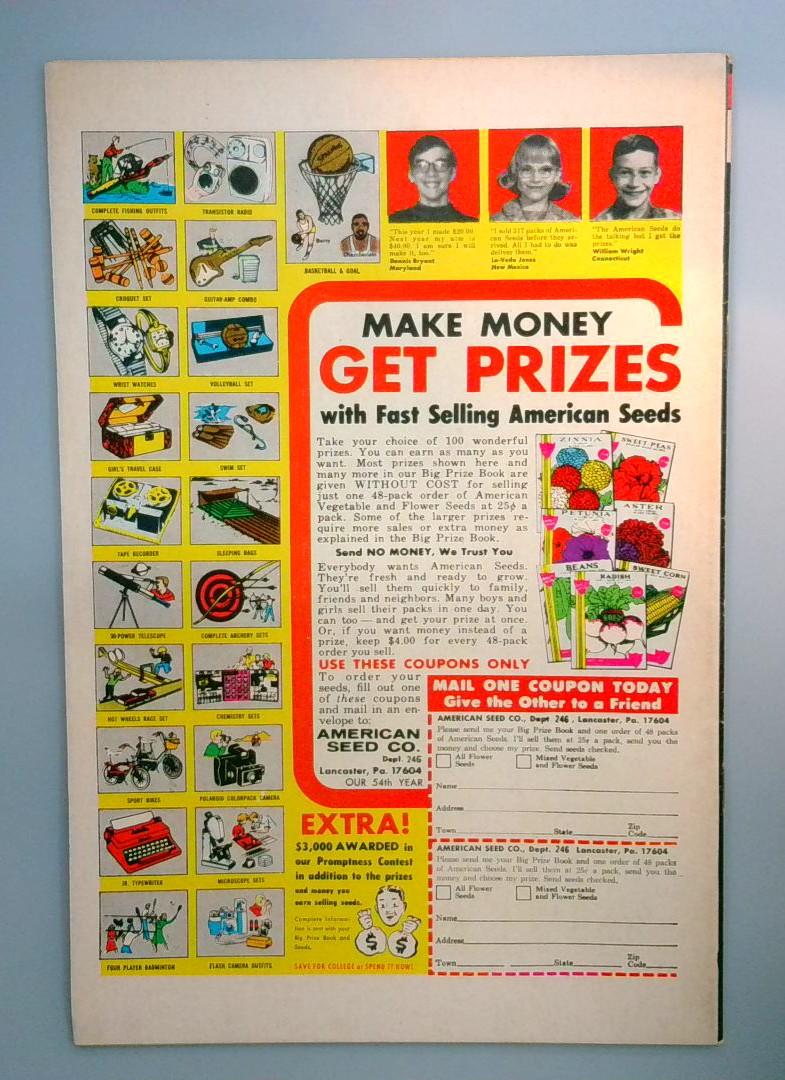 COMPLETE FISHING OUTFITS
TRANSISTOR RADIO
CROQUET SET
GUITAR-AMP COMBO
WRIST WATCHES
VOLLEYBALL SET
GIRL'S TRAVEL CASE
SWIM SET
TAPE RECORDER
SLEEPING BAGS
30-POWER TELESCOPE
COMPLETE ARCHERY SETS
HOT WHEELS RACE SET
CHEMISTRY SETS
SPORT BIKES
POLAROID COLORPACK CAMERA
JR. TYPEWRITER
MICROSCOPE SETS
FOUR PLAYER BADMINTON
FLASH CAMERA OUTFITS
Barry
Chamberlain
BASKETBALL & GOAL
"This year I made $20.00
Next year my aim is
$40.00. I am sure I will
make it, too."
Dennis Bryant
Maryland
"I sold 317 packs of Ameri-
can Seeds before they ar-
rived. All I had to do was
deliver them."
La-Veda Jones
New Mexico
"The American Seeds do
the talking but I get the
prizes."
William Wright
Connecticut
MAKE MONEY
GET PRIZES
with Fast Selling American Seeds
Take your choice of 100 wonderful
prizes. You can earn as many as you
want. Most prizes shown here and
many more in our Big Prize Book are
given WITHOUT COST for selling
just one 48-pack order of American
Vegetable and Flower Seeds at 25¢ a
pack. Some of the larger prizes re-
quire more sales or extra money as
explained in the Big Prize Book.
Send NO MONEY, We Trust You
Everybody wants American Seeds.
They're fresh and ready to grow.
You'll sell them quickly to family,
friends and neighbors. Many boys and
girls sell their packs in one day. You
can too — and get your prize at once.
Or, if you want money instead of a
prize, keep $4.00 for every 48-pack
order you sell.
ZINNIA
SWEET PEAS
PETUNIA
ASTER
BEANS
RADISH
SWEET CORN
USE THESE COUPONS ONLY
To order your
seeds, fill out one
of these coupons
and mail in an en-
velope to:
AMERICAN
SEED CO.
Dept. 246
Lancaster, Pa. 17604
OUR 54th YEAR
MAIL ONE COUPON TODAY
Give the Other to a Friend
AMERICAN SEED CO., Dept 246, Lancaster, Pa. 17604
Please send me your Big Prize Book and one order of 48 packs
of American Seeds. I'll sell them at 25¢ a pack, send you the
money and choose my prize. Send seeds checked.
All Flower
Seeds
Mixed Vegetable
and Flower Seeds
Name
Address
Town State Zip
Code
AMERICAN SEED CO., Dept. 246 Lancaster, Pa. 17604
Please send me your Big Prize Book and one order of 48 packs
of American Seeds. I'll sell them at 25¢ a pack, send you the
money and choose my prize. Send seeds checked.
All Flower
Seeds
Mixed Vegetable
and Flower Seeds
Name
Address
Town State Zip
Code
EXTRA!
$3,000 AWARDED in
our Promptness Contest
in addition to the prizes
and money you
earn selling seeds.
Complete informa-
tion is sent with your
Big Prize Book and
Seeds.
$ $
SAVE FOR COLLEGE or SPEND IT NOW!